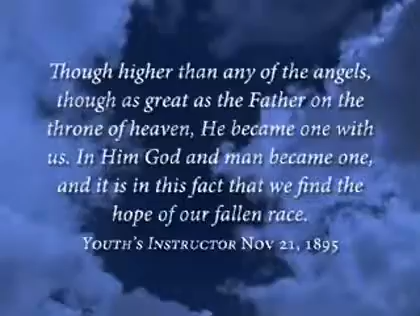 Though higher than any of the angels,
though as great as the Father on the
throne of heaven, He became one with
us. In Him God and man became one,
and it is in this fact that we find the
hope of our fallen race.
Youth's Instructor Nov 21, 1895